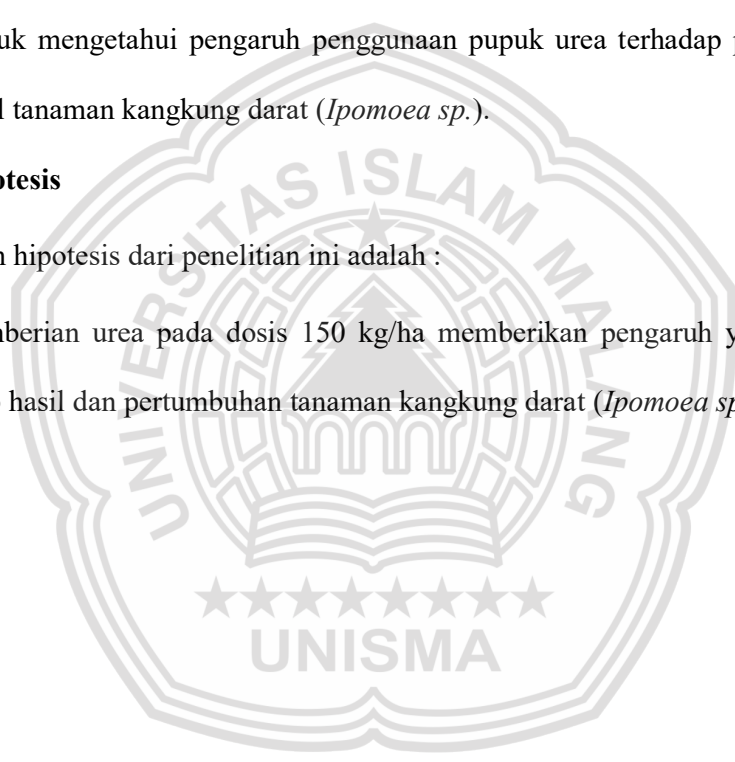 uk mengetahui pengaruh penggunaan pupuk urea terhadap p
l tanaman kangkung darat (Ipomoea sp.).
otesis
n hipotesis dari penelitian ini adalah :
nberian urea pada dosis 150 kg/ha memberikan pengaruh y
hasil dan pertumbuhan tanaman kangkung darat (Ipomoea sp
UNIVERSITAS ISLAM MALANG
UNISMA